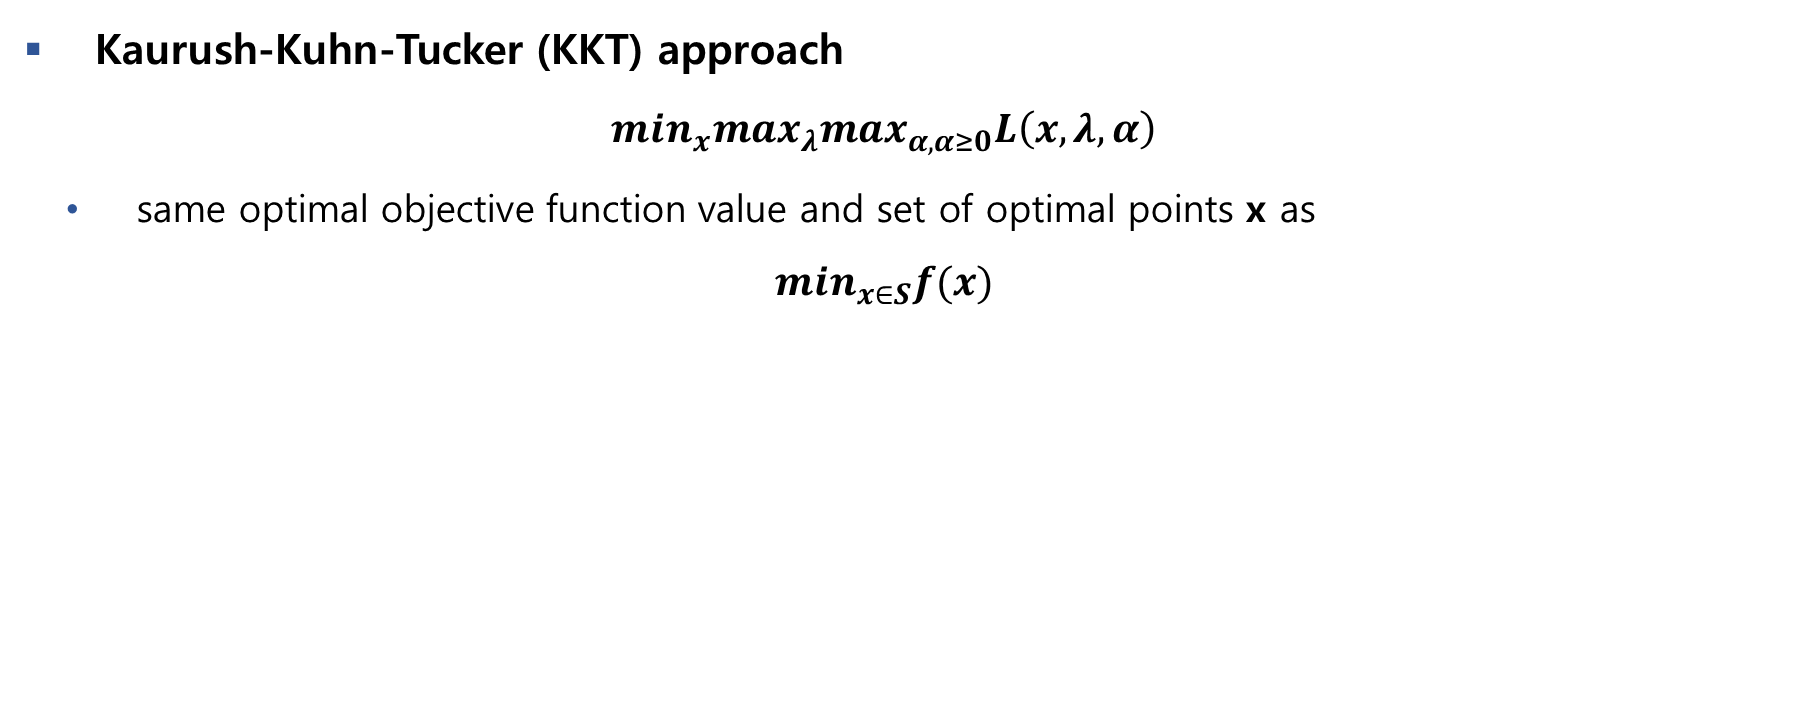 ▪ Kaurush-Kuhn-Tucker (KKT) approach
min_x max_λ max_{α,α≥0} L(x, λ, α)
• same optimal objective function value and set of optimal points x as
min_{x∈S} f(x)